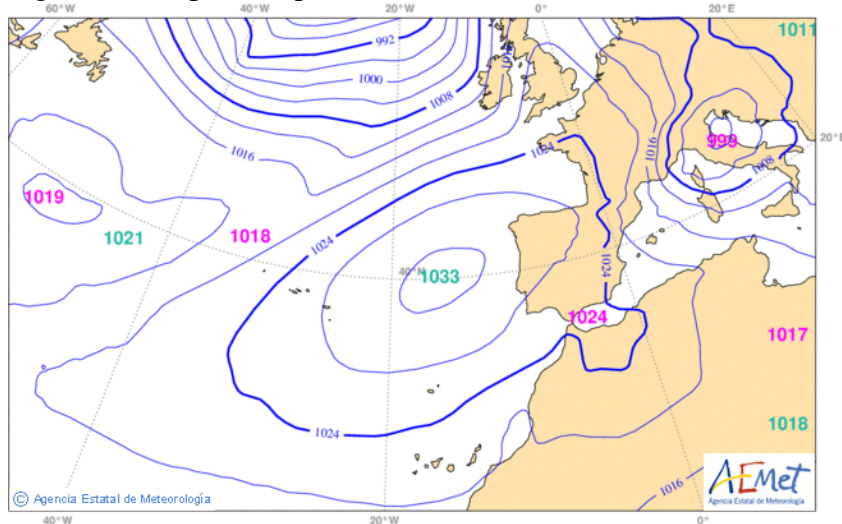 60°W
40°W
20°W
0°
20°E
1011
992
1000
1008
1016
1016
999
20°E
1008
1024
1019
1021
1018
1024
40°N
1033
1024
1024
1017
1024
1018
1016
AEMet
Agencia Estatal de Meteorología
© Agencia Estatal de Meteorología
40°W
20°W
0°